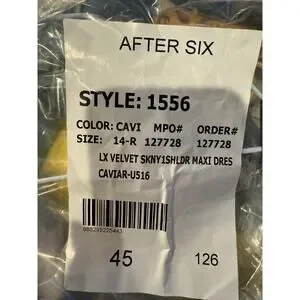 AFTER SIX
STYLE: 1556
COLOR: CAVI MPO# ORDER#
SIZE: 14-R 127728 127728
LX VELVET SKNY1SHLDR MAXI DRES
CAVIAR-U516
45 126